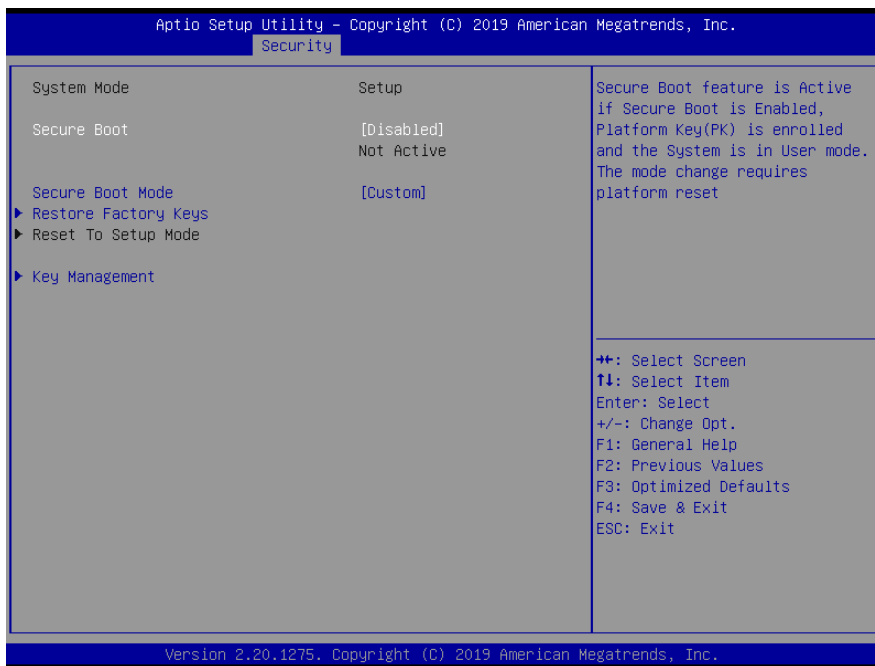 Aptio Setup Utility – Copyright (C) 2019 American Megatrends, Inc.
Security
System Mode Setup
Secure Boot [Disabled]
Not Active
Secure Boot Mode [Custom]
Restore Factory Keys
Reset To Setup Mode
Key Management
Secure Boot feature is Active
if Secure Boot is Enabled,
Platform Key(PK) is enrolled
and the System is in User mode.
The mode change requires
platform reset
→←: Select Screen
↑↓: Select Item
Enter: Select
+/-: Change Opt.
F1: General Help
F2: Previous Values
F3: Optimized Defaults
F4: Save & Exit
ESC: Exit
Version 2.20.1275. Copyright (C) 2019 American Megatrends, Inc.